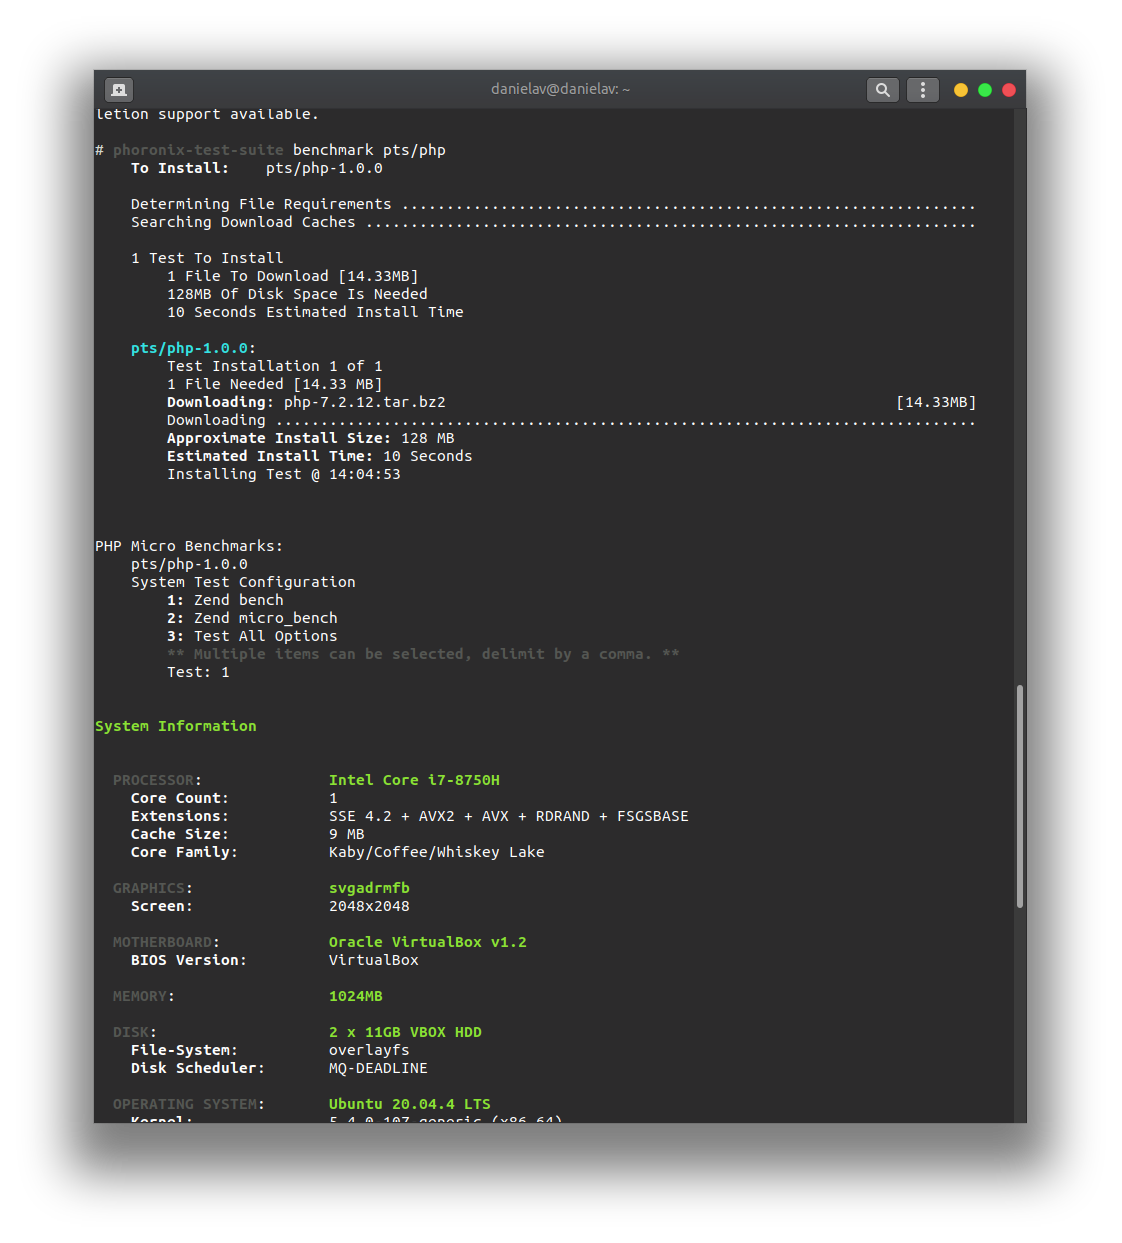 danielav@danielav: ~
letion support available.
# phoronix-test-suite benchmark pts/php
To Install: pts/php-1.0.0
Determining File Requirements ................................................................
Searching Download Caches ....................................................................
1 Test To Install
1 File To Download [14.33MB]
128MB Of Disk Space Is Needed
10 Seconds Estimated Install Time
pts/php-1.0.0:
Test Installation 1 of 1
1 File Needed [14.33 MB]
Downloading: php-7.2.12.tar.bz2 [14.33MB]
Downloading ..............................................................................
Approximate Install Size: 128 MB
Estimated Install Time: 10 Seconds
Installing Test @ 14:04:53
PHP Micro Benchmarks:
pts/php-1.0.0
System Test Configuration
1: Zend bench
2: Zend micro_bench
3: Test All Options
** Multiple items can be selected, delimit by a comma. **
Test: 1
System Information
PROCESSOR: Intel Core i7-8750H
Core Count: 1
Extensions: SSE 4.2 + AVX2 + AVX + RDRAND + FSGSBASE
Cache Size: 9 MB
Core Family: Kaby/Coffee/Whiskey Lake
GRAPHICS: svgadrmfb
Screen: 2048x2048
MOTHERBOARD: Oracle VirtualBox v1.2
BIOS Version: VirtualBox
MEMORY: 1024MB
DISK: 2 x 11GB VBOX HDD
File-System: overlayfs
Disk Scheduler: MQ-DEADLINE
OPERATING SYSTEM: Ubuntu 20.04.4 LTS
Kernel: 5.4.0-107-generic (x86_64)